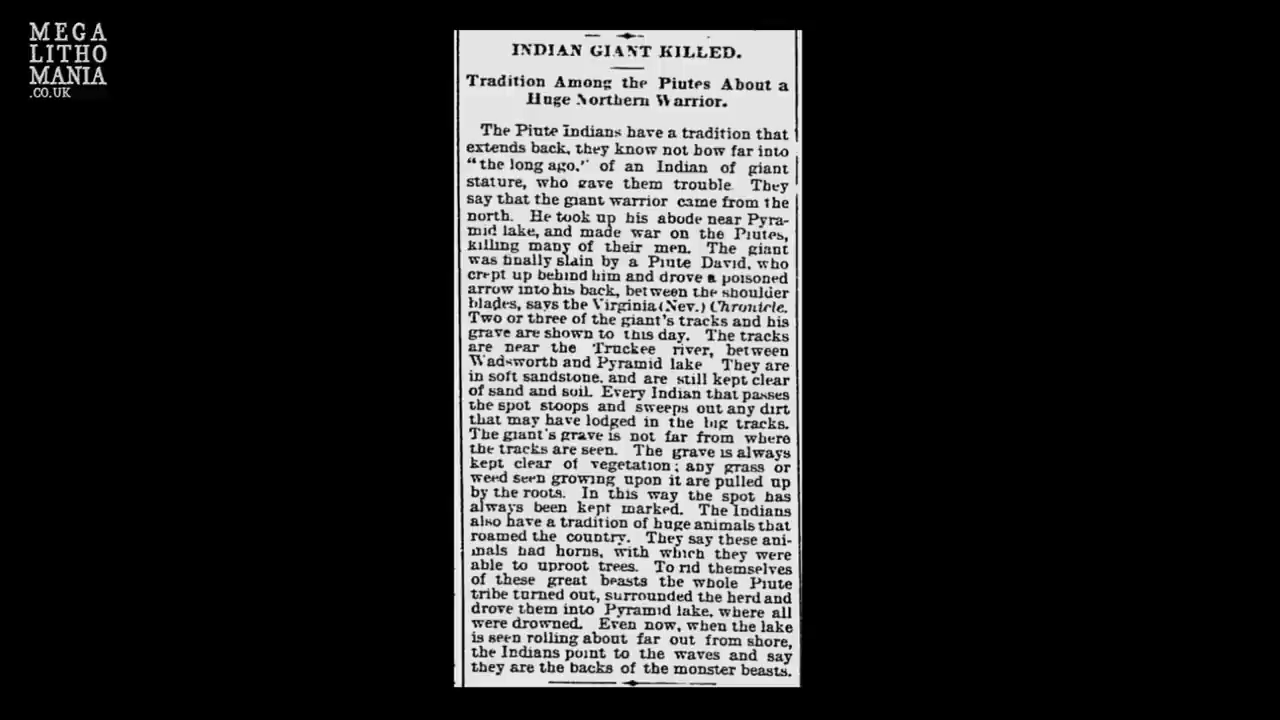 MEGA
LITHO
MANIA
.CO.UK
INDIAN GIANT KILLED.
Tradition Among the Piutes About a
Huge Northern Warrior.
The Piute Indians have a tradition that
extends back, they know not how far into
"the long ago," of an Indian of giant
stature, who gave them trouble. They
say that the giant warrior came from the
north. He took up his abode near Pyra-
mid lake, and made war on the Piutes,
killing many of their men. The giant
was finally slain by a Piute David, who
crept up behind him and drove a poisoned
arrow into his back, between the shoulder
blades, says the Virginia (Nev.) Chronicle.
Two or three of the giant's tracks and his
grave are shown to this day. The tracks
are near the Truckee river, between
Wadsworth and Pyramid lake. They are
in soft sandstone, and are still kept clear
of sand and soil. Every Indian that passes
the spot stoops and sweeps out any dirt
that may have lodged in the big tracks.
The giant's grave is not far from where
the tracks are seen. The grave is always
kept clear of vegetation; any grass or
weed seen growing upon it are pulled up
by the roots. In this way the spot has
always been kept marked. The Indians
also have a tradition of huge animals that
roamed the country. They say these ani-
mals had horns, with which they were
able to uproot trees. To rid themselves
of these great beasts the whole Piute
tribe turned out, surrounded the herd and
drove them into Pyramid lake, where all
were drowned. Even now, when the lake
is seen rolling about far out from shore,
the Indians point to the waves and say
they are the backs of the monster beasts.